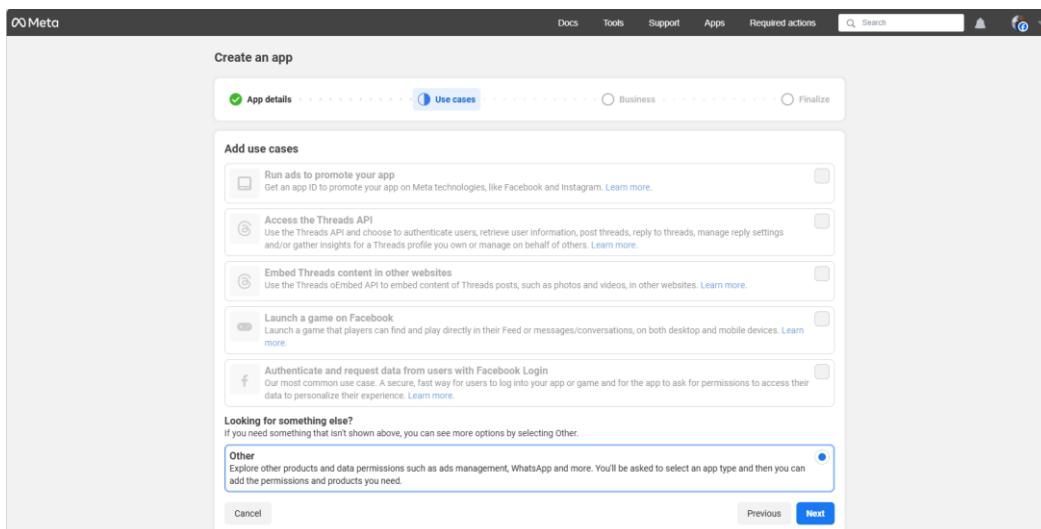 Meta
Docs Tools Support Apps Required actions Search
Create an app
App details Use cases Business Finalize
Add use cases
Run ads to promote your app
Get an app ID to promote your app on Meta technologies, like Facebook and Instagram. Learn more.
Access the Threads API
Use the Threads API and choose to authenticate users, retrieve user information, post threads, reply to threads, manage reply settings
and/or gather insights for a Threads profile you own or manage on behalf of others. Learn more.
Embed Threads content in other websites
Use the Threads oEmbed API to embed content of Threads posts, such as photos and videos, in other websites. Learn more.
Launch a game on Facebook
Launch a game that players can find and play directly in their Feed or messages/conversations, on both desktop and mobile devices. Learn
more.
Authenticate and request data from users with Facebook Login
Our most common use case. A secure, fast way for users to log into your app or game and for the app to ask for permissions to access their
data to personalize their experience. Learn more.
Looking for something else?
If you need something that isn't shown above, you can see more options by selecting Other.
Other
Explore other products and data permissions such as ads management, WhatsApp and more. You'll be asked to select an app type and then you can
add the permissions and products you need.
Cancel Previous Next